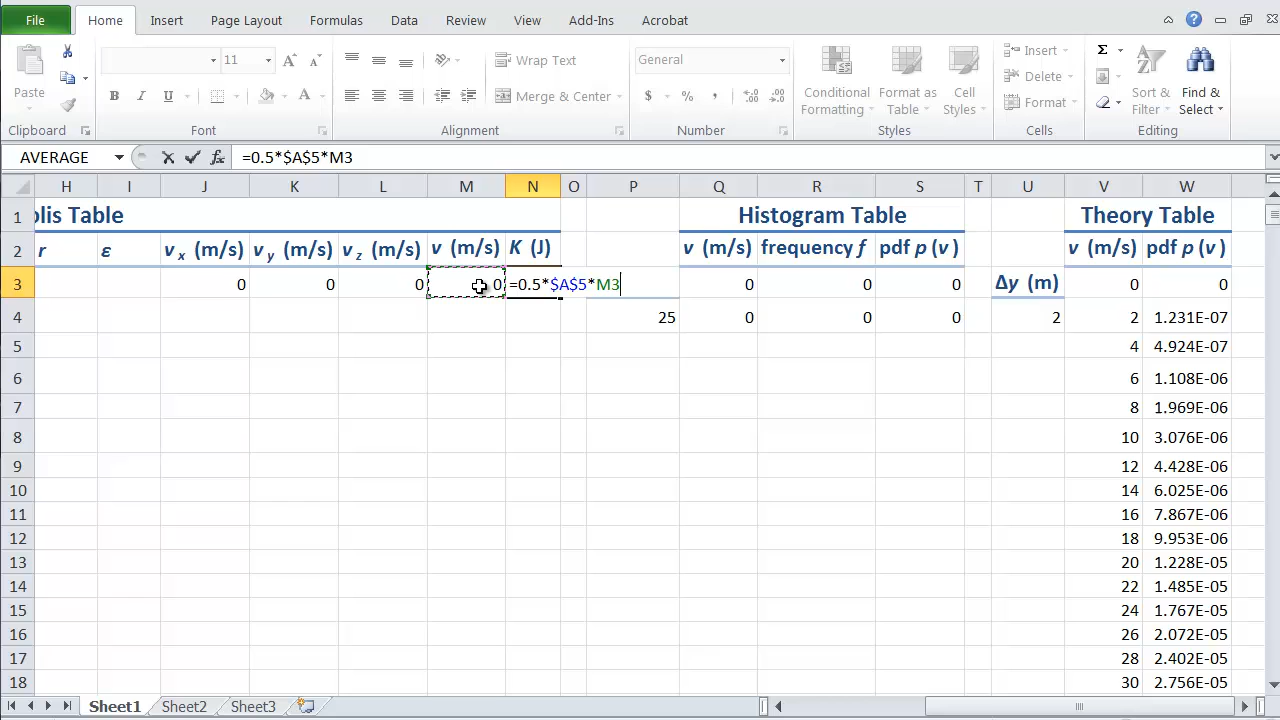 File Home Insert Page Layout Formulas Data Review View Add-Ins Acrobat
11 Wrap Text General Insert
Paste B I U Merge & Center $ % , Conditional Formatting Format as Table Cell Styles Delete Format Sort & Filter Find & Select
Clipboard Font Alignment Number Styles Cells Editing
AVERAGE fx =0.5*$A$5*M3
H I J K L M N O P Q R S T U V W
1 olis Table Histogram Table Theory Table
2 r ε v x (m/s) v y (m/s) v z (m/s) v (m/s) K (J) v (m/s) frequency f pdf p (v) v (m/s) pdf p (v)
3 0 0 0 0 =0.5*$A$5*M3 0 0 0 Δy (m) 0 0
4 25 0 0 0 2 2 1.231E-07
5 4 4.924E-07
6 6 1.108E-06
7 8 1.969E-06
8 10 3.076E-06
9 12 4.428E-06
10 14 6.025E-06
11 16 7.867E-06
12 18 9.953E-06
13 20 1.228E-05
14 22 1.485E-05
15 24 1.767E-05
16 26 2.072E-05
17 28 2.402E-05
18 30 2.756E-05
Sheet1 Sheet2 Sheet3